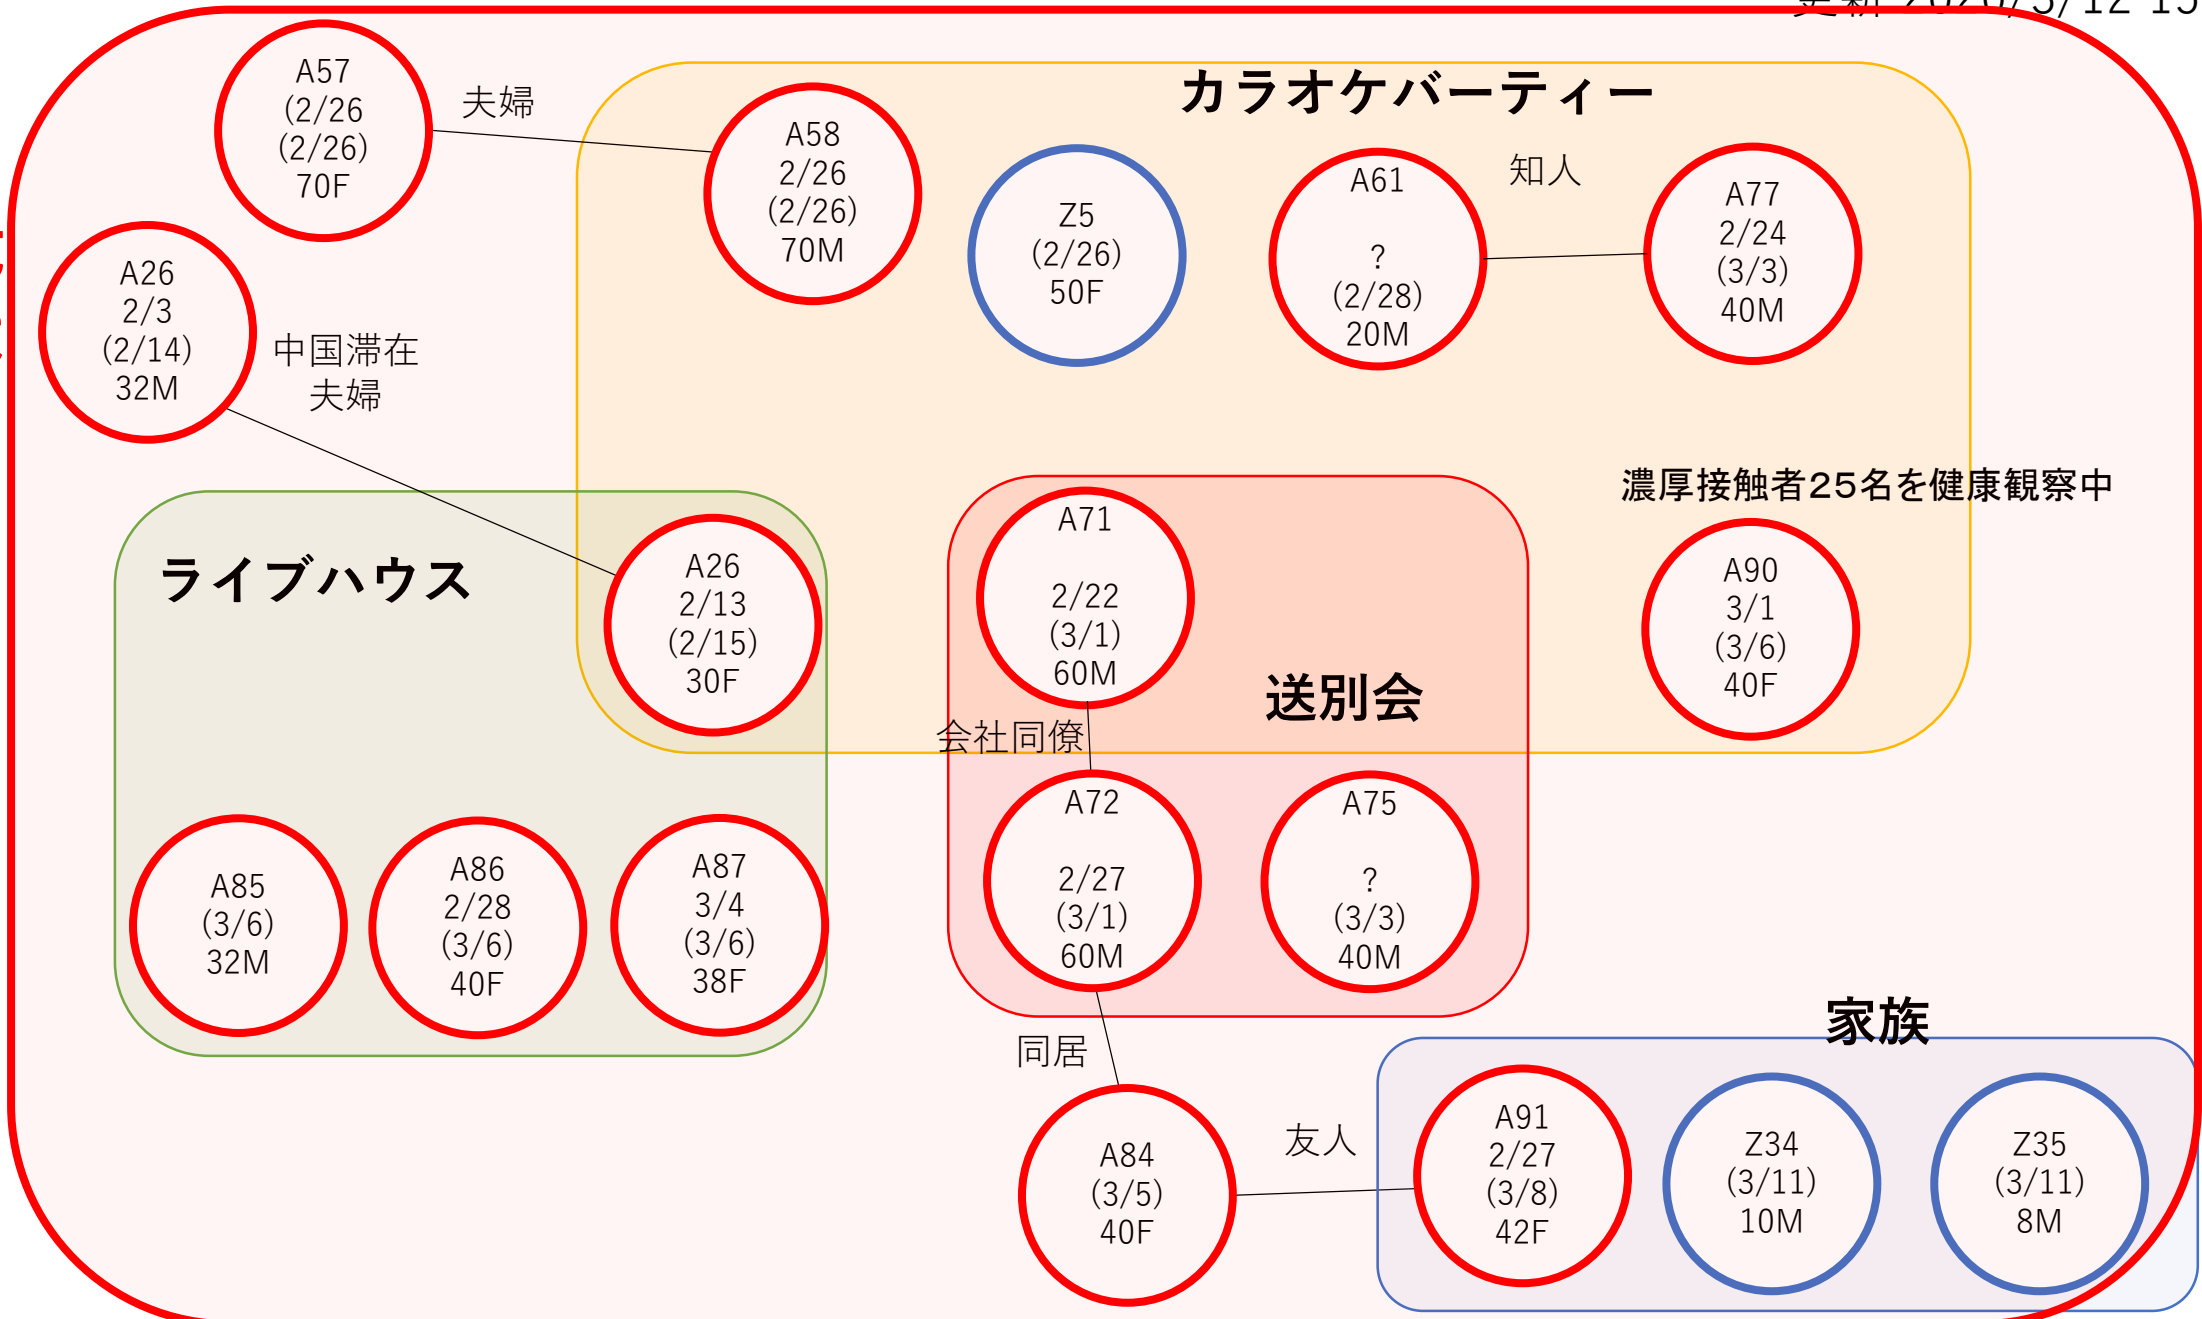 A57
(2/26
(2/26)
70F
夫婦
カラオケバーティー
A58
2/26
(2/26)
70M
Z5
(2/26)
50F
A61
?
(2/28)
20M
知人
A77
2/24
(3/3)
40M
A26
2/3
(2/14)
32M
中国滞在
夫婦
ライブハウス
A26
2/13
(2/15)
30F
A71
2/22
(3/1)
60M
送別会
濃厚接触者25名を健康観察中
A90
3/1
(3/6)
40F
会社同僚
A72
2/27
(3/1)
60M
A75
?
(3/3)
40M
A85
(3/6)
32M
A86
2/28
(3/6)
40F
A87
3/4
(3/6)
38F
同居
家族
A84
(3/5)
40F
友人
A91
2/27
(3/8)
42F
Z34
(3/11)
10M
Z35
(3/11)
8M